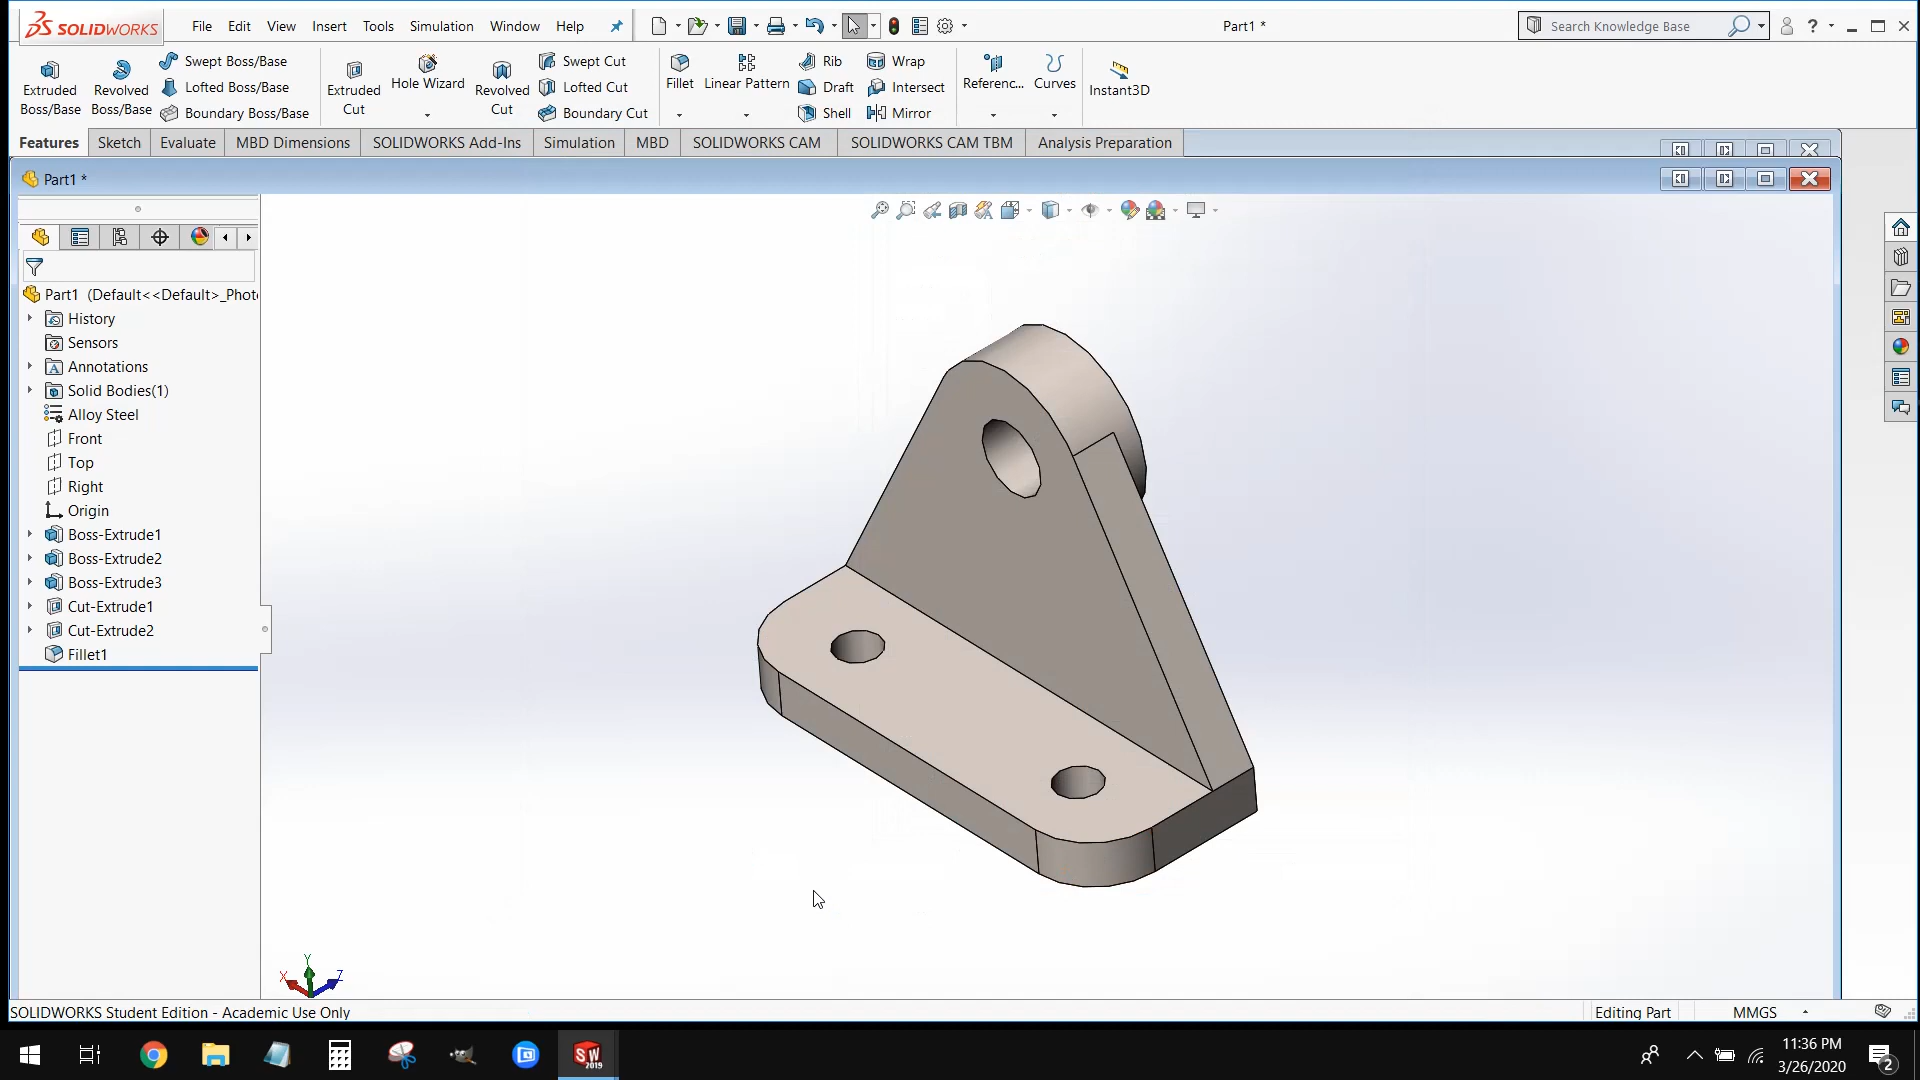 SOLIDWORKS File Edit View Insert Tools Simulation Window Help Part1 * Search Knowledge Base ?
Extruded Boss/Base
Revolved Boss/Base
Swept Boss/Base
Lofted Boss/Base
Boundary Boss/Base
Extruded Cut
Hole Wizard
Revolved Cut
Swept Cut
Lofted Cut
Boundary Cut
Fillet
Linear Pattern
Rib
Draft
Shell
Wrap
Intersect
Mirror
Referenc...
Curves
Instant3D
Features Sketch Evaluate MBD Dimensions SOLIDWORKS Add-Ins Simulation MBD SOLIDWORKS CAM SOLIDWORKS CAM TBM Analysis Preparation
Part1 *
Part1 (Default<<Default>_Phot
History
Sensors
Annotations
Solid Bodies(1)
Alloy Steel
Front
Top
Right
Origin
Boss-Extrude1
Boss-Extrude2
Boss-Extrude3
Cut-Extrude1
Cut-Extrude2
Fillet1
Y
X Z
SOLIDWORKS Student Edition - Academic Use Only Editing Part MMGS
SW 2019
11:36 PM
3/26/2020
2